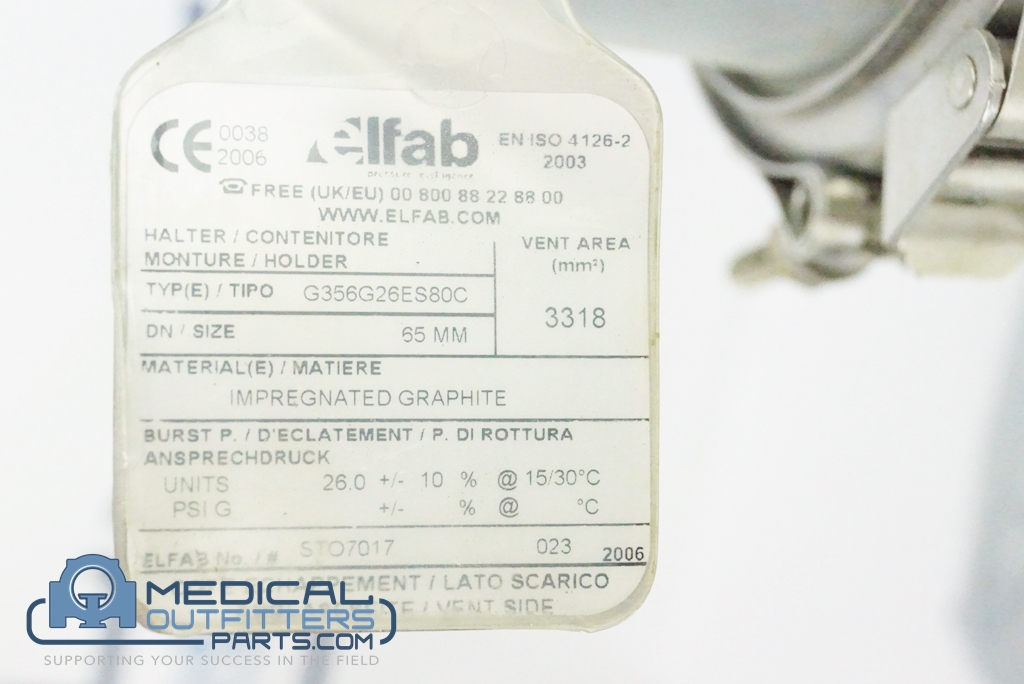 CE 0038 2006
elfab
EN ISO 4126-2
2003
FREE (UK/EU) 00 800 88 22 88 00
WWW.ELFAB.COM
HALTER / CONTENITORE
MONTURE / HOLDER
TYP(E) / TIPO G356G26ES80C
DN / SIZE 65 MM
VENT AREA
(mm²)
3318
MATERIAL(E) / MATIERE
IMPREGNATED GRAPHITE
BURST P. / D'ECLATEMENT / P. DI ROTTURA
ANSPRECHDRUCK
UNITS 26.0 +/- 10 % @ 15/30°C
PSI G +/- % @ °C
ELFAB No. / # STO7017 023 2006
/ LATO SCARICO
/ VENT SIDE
MEDICAL
OUTFITTERS
PARTS.COM
SUPPORTING YOUR SUCCESS IN THE FIELD